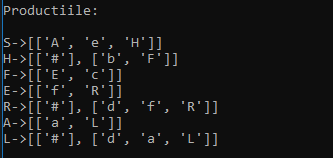 Productiile:
S->[['A', 'e', 'H']]
H->['#'], ['b', 'F']]
F->['E', 'c']]
E->['f', 'R']]
R->['#'], ['d', 'f', 'R']]
A->['a', 'L']]
L->['#'], ['d', 'a', 'L']]